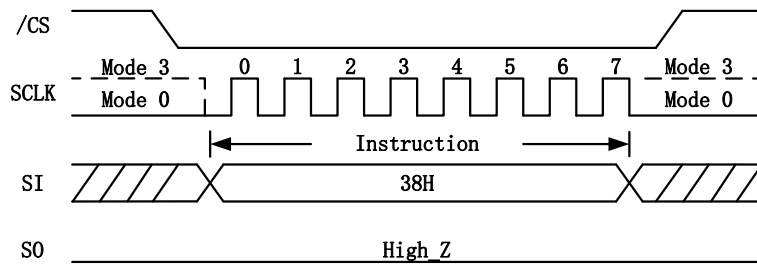 /CS
0 1 2 3 4 5 6 7
Mode 3 Mode 3
SCLK
Mode 0 Mode 0
Instruction
SI 38H
SO High_Z